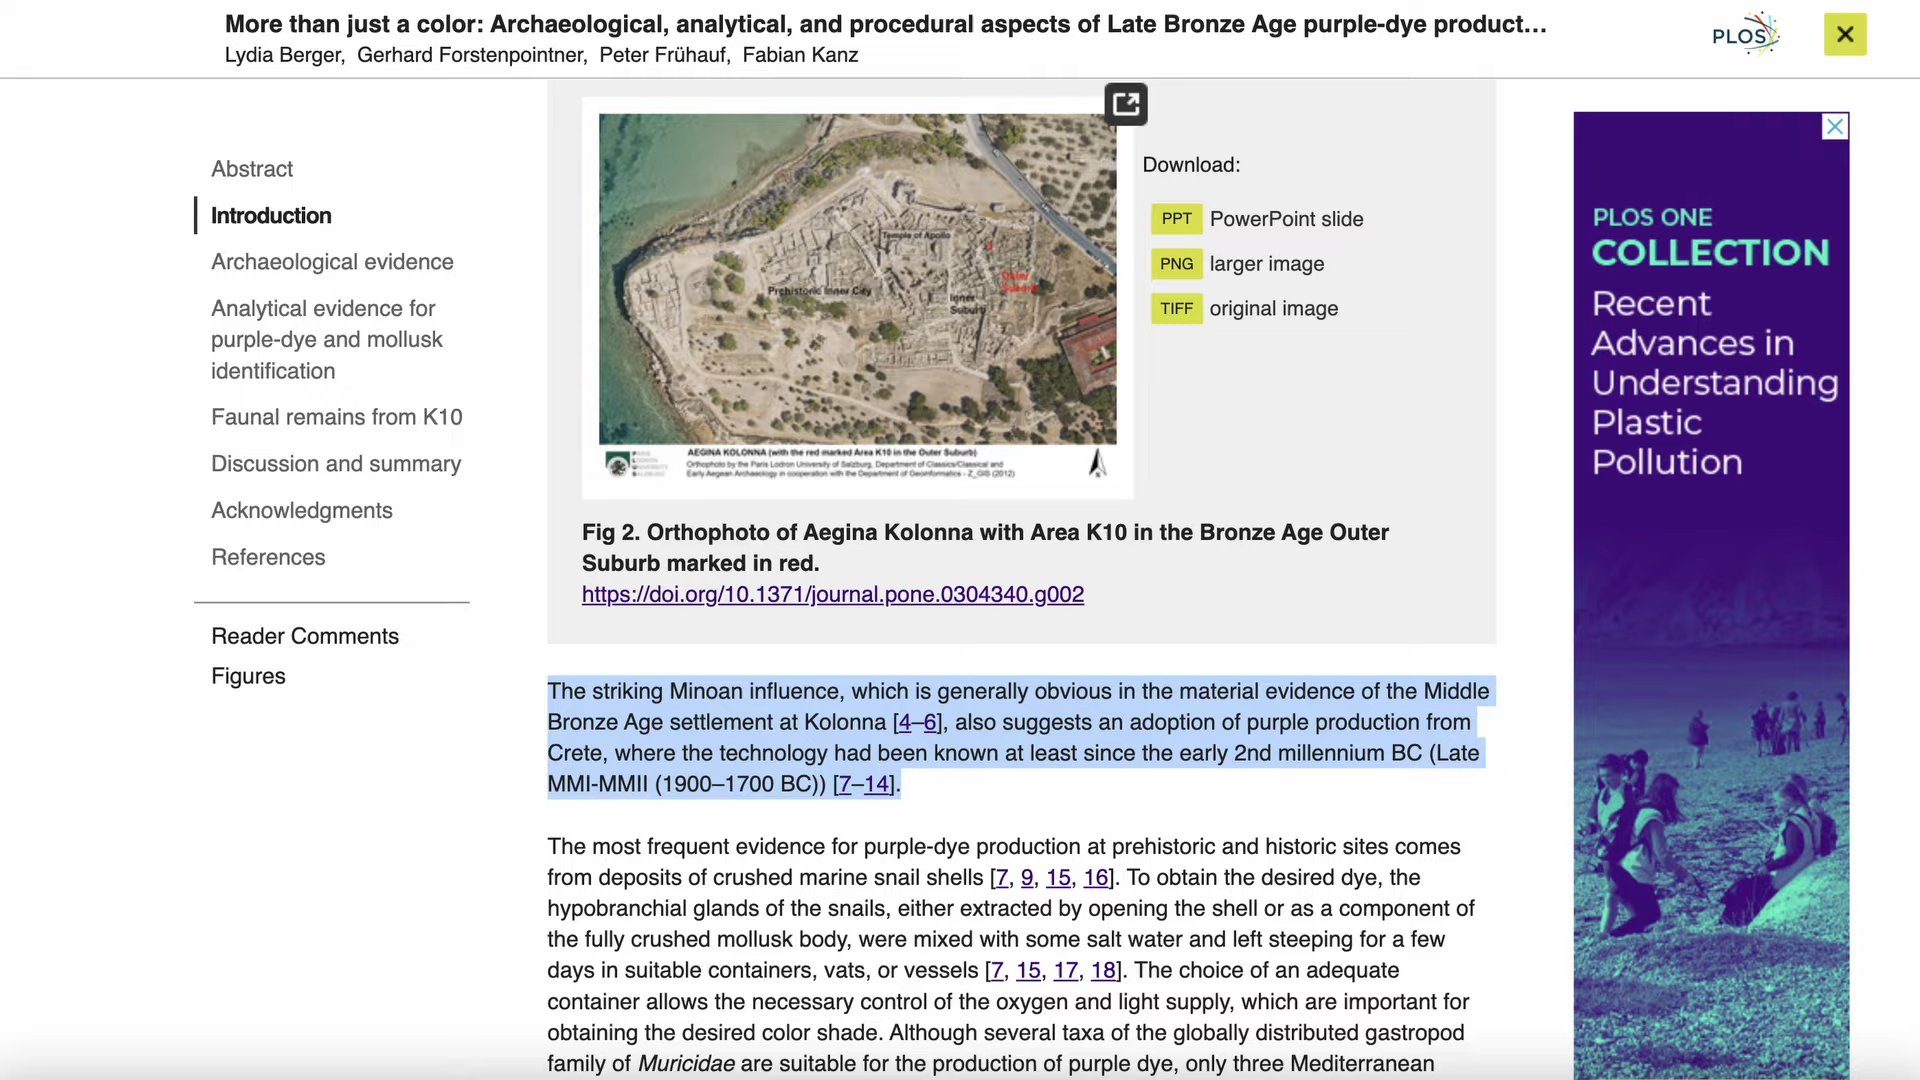 More than just a color: Archaeological, analytical, and procedural aspects of Late Bronze Age purple-dye product...
Lydia Berger, Gerhard Forstenpointner, Peter Frühauf, Fabian Kanz
PLOS
Abstract
Introduction
Archaeological evidence
Analytical evidence for
purple-dye and mollusk
identification
Faunal remains from K10
Discussion and summary
Acknowledgments
References
Reader Comments
Figures
Temple of Apollo
Prehistoric Inner City
Inner
Suburb
Outer
Suburb
AEGINA KOLONNA (with the red marked Area K10 in the Outer Suburb)
Orthophoto by the Paris Lodron University of Salzburg, Department of Classics/Classical and
Early Aegean Archaeology in cooperation with the Department of Geoinformatics - Z_GIS (2012)
Download:
PPT PowerPoint slide
PNG larger image
TIFF original image
Fig 2. Orthophoto of Aegina Kolonna with Area K10 in the Bronze Age Outer
Suburb marked in red.
https://doi.org/10.1371/journal.pone.0304340.g002
The striking Minoan influence, which is generally obvious in the material evidence of the Middle
Bronze Age settlement at Kolonna [4–6], also suggests an adoption of purple production from
Crete, where the technology had been known at least since the early 2nd millennium BC (Late
MMI-MMII (1900–1700 BC)) [7–14].
The most frequent evidence for purple-dye production at prehistoric and historic sites comes
from deposits of crushed marine snail shells [7, 9, 15, 16]. To obtain the desired dye, the
hypobranchial glands of the snails, either extracted by opening the shell or as a component of
the fully crushed mollusk body, were mixed with some salt water and left steeping for a few
days in suitable containers, vats, or vessels [7, 15, 17, 18]. The choice of an adequate
container allows the necessary control of the oxygen and light supply, which are important for
obtaining the desired color shade. Although several taxa of the globally distributed gastropod
family of Muricidae are suitable for the production of purple dye, only three Mediterranean
PLOS ONE
COLLECTION
Recent
Advances in
Understanding
Plastic
Pollution